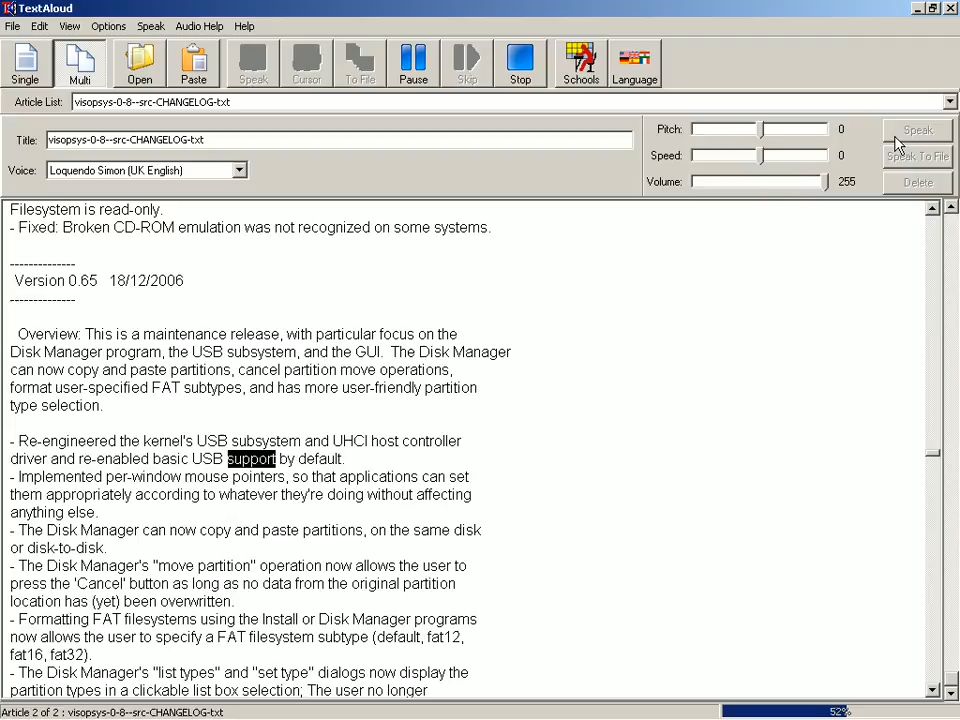 TextAloud
File Edit View Options Speak Audio Help Help
Single Multi Open Paste Speak Cursor To File Pause Skip Stop Schools Language
Article List: visopsys-0-8--src-CHANGELOG-txt
Title: visopsys-0-8--src-CHANGELOG-txt
Voice: Loquendo Simon (UK English)
Pitch: 0 Speak
Speed: 0 Speak To File
Volume: 255 Delete
Filesystem is read-only.
- Fixed: Broken CD-ROM emulation was not recognized on some systems.
--------------
Version 0.65 18/12/2006
--------------
Overview: This is a maintenance release, with particular focus on the
Disk Manager program, the USB subsystem, and the GUI. The Disk Manager
can now copy and paste partitions, cancel partition move operations,
format user-specified FAT subtypes, and has more user-friendly partition
type selection.
- Re-engineered the kernel's USB subsystem and UHCI host controller
driver and re-enabled basic USB support by default.
- Implemented per-window mouse pointers, so that applications can set
them appropriately according to whatever they're doing without affecting
anything else.
- The Disk Manager can now copy and paste partitions, on the same disk
or disk-to-disk.
- The Disk Manager's "move partition" operation now allows the user to
press the 'Cancel' button as long as no data from the original partition
location has (yet) been overwritten.
- Formatting FAT filesystems using the Install or Disk Manager programs
now allows the user to specify a FAT filesystem subtype (default, fat12,
fat16, fat32).
- The Disk Manager's "list types" and "set type" dialogs now display the
partition types in a clickable list box selection; The user no longer
Article 2 of 2 : visopsys-0-8--src-CHANGELOG-txt 52%